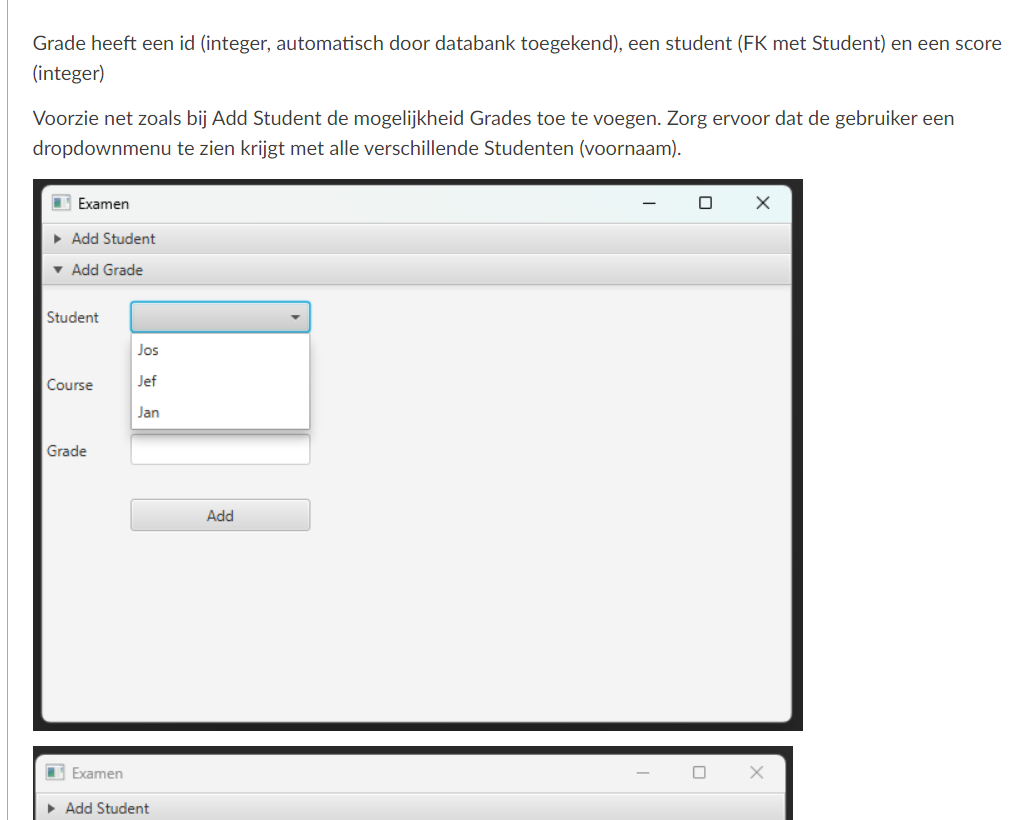 Grade heeft een id (integer, automatisch door databank toegekend), een student (FK met Student) en een score
(integer)
Voorzie net zoals bij Add Student de mogelijkheid Grades toe te voegen. Zorg ervoor dat de gebruiker een
dropdownmenu te zien krijgt met alle verschillende Studenten (voornaam).
Examen
Add Student
Add Grade
Student
Jos
Jef
Course
Jan
Grade
Add
Examen
Add Student